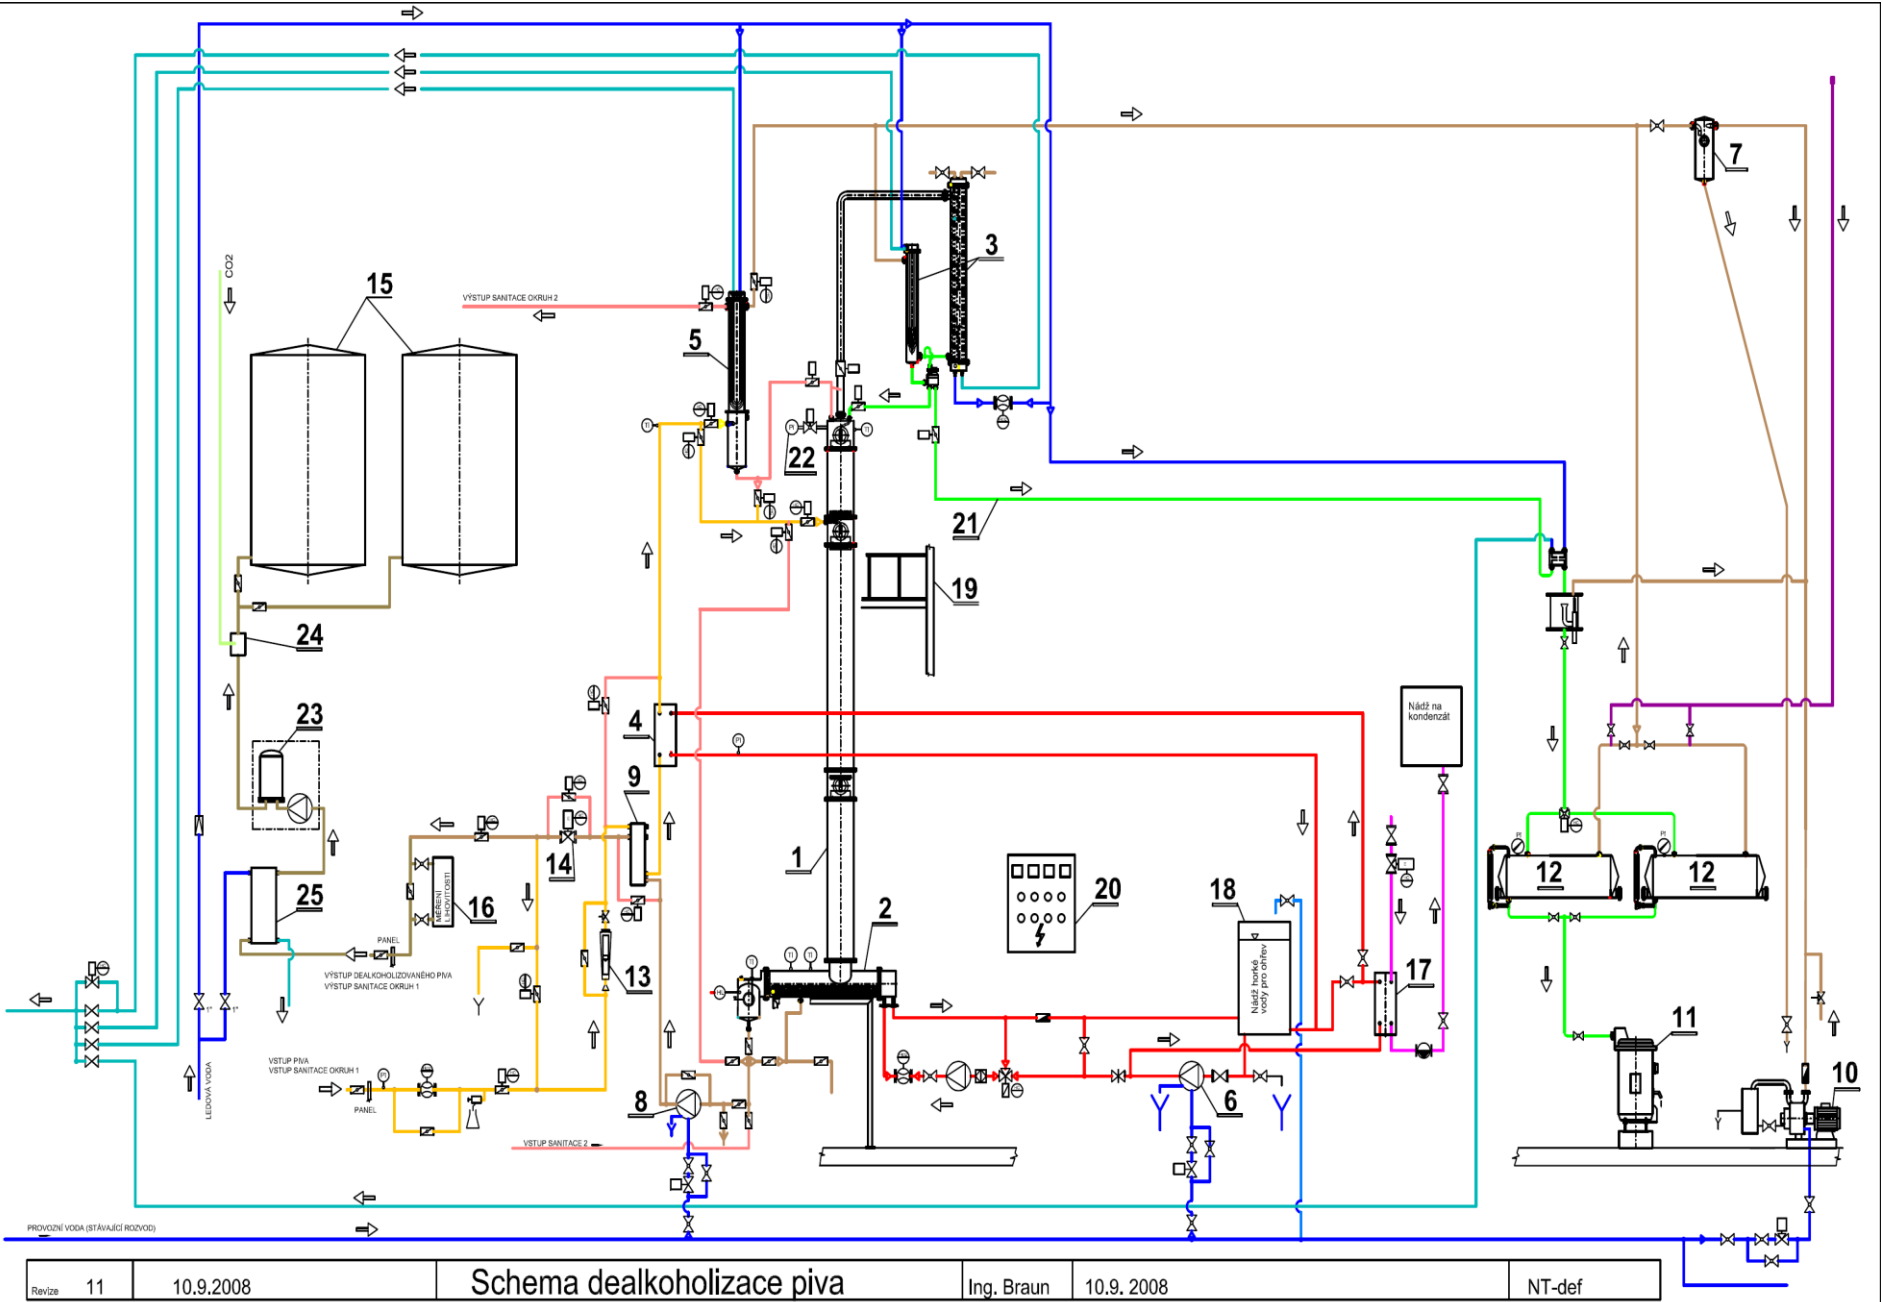 CO2
15
VÝSTUP SANITACE OKRUH 2
5
3
7
22
21
19
24
23
4
9
Nádž na
kondenzát
1
14
25
MĚŘENÍ
LIHOVITOSTI
16
2
20
18
12
12
PANEL
VÝSTUP DEALKOHOLIZOVANÉHO PIVA
VÝSTUP SANITACE OKRUH 1
13
Nádž horké
vody pro ohřev
17
11
LEDOVÁ VODA
VSTUP PIVA
VSTUP SANITACE OKRUH 1
PANEL
8
6
10
VSTUP SANITACE 2
PROVOZNÍ VODA (STÁVAJÍCÍ ROZVOD)
Revize 11 10.9.2008 Schema dealkoholizace piva Ing. Braun 10.9. 2008 NT-def